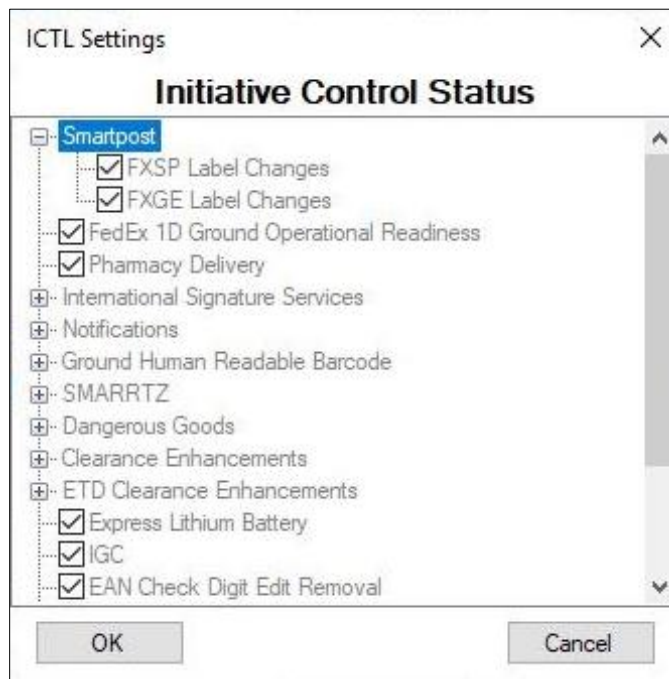 ICTL Settings
Initiative Control Status
Smartpost
FXSP Label Changes
FXGE Label Changes
FedEx 1D Ground Operational Readiness
Pharmacy Delivery
International Signature Services
Notifications
Ground Human Readable Barcode
SMARRTZ
Dangerous Goods
Clearance Enhancements
ETD Clearance Enhancements
Express Lithium Battery
IGC
EAN Check Digit Edit Removal
OK Cancel